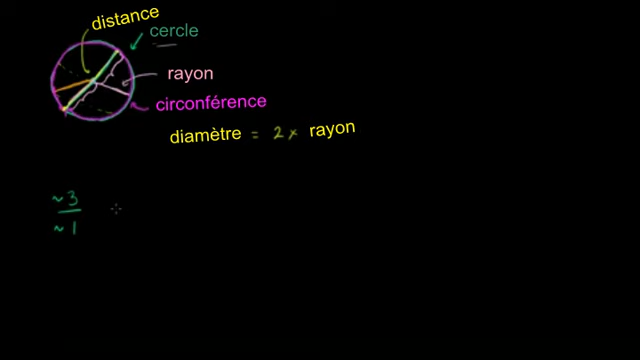 distance
cercle
rayon
circonférence
diamètre = 2 × rayon
~3
~1